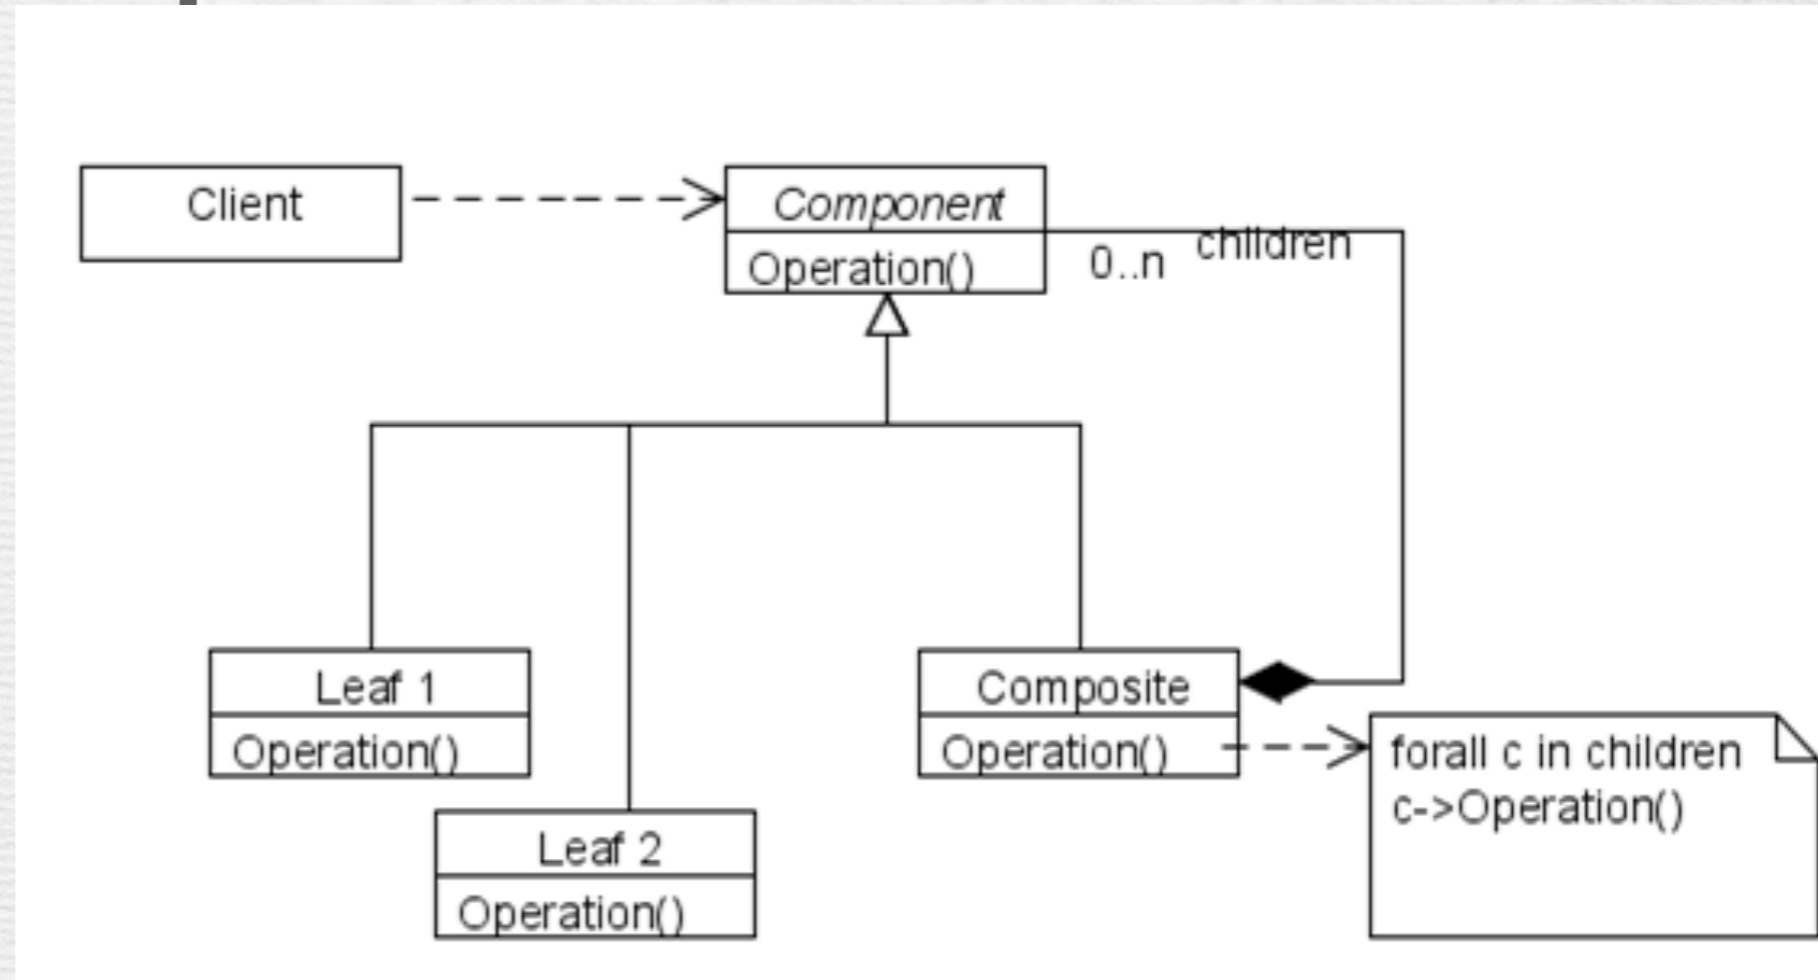 Client
Component
Operation()
0..n
children
Leaf 1
Operation()
Composite
Operation()
forall c in children
c->Operation()
Leaf 2
Operation()